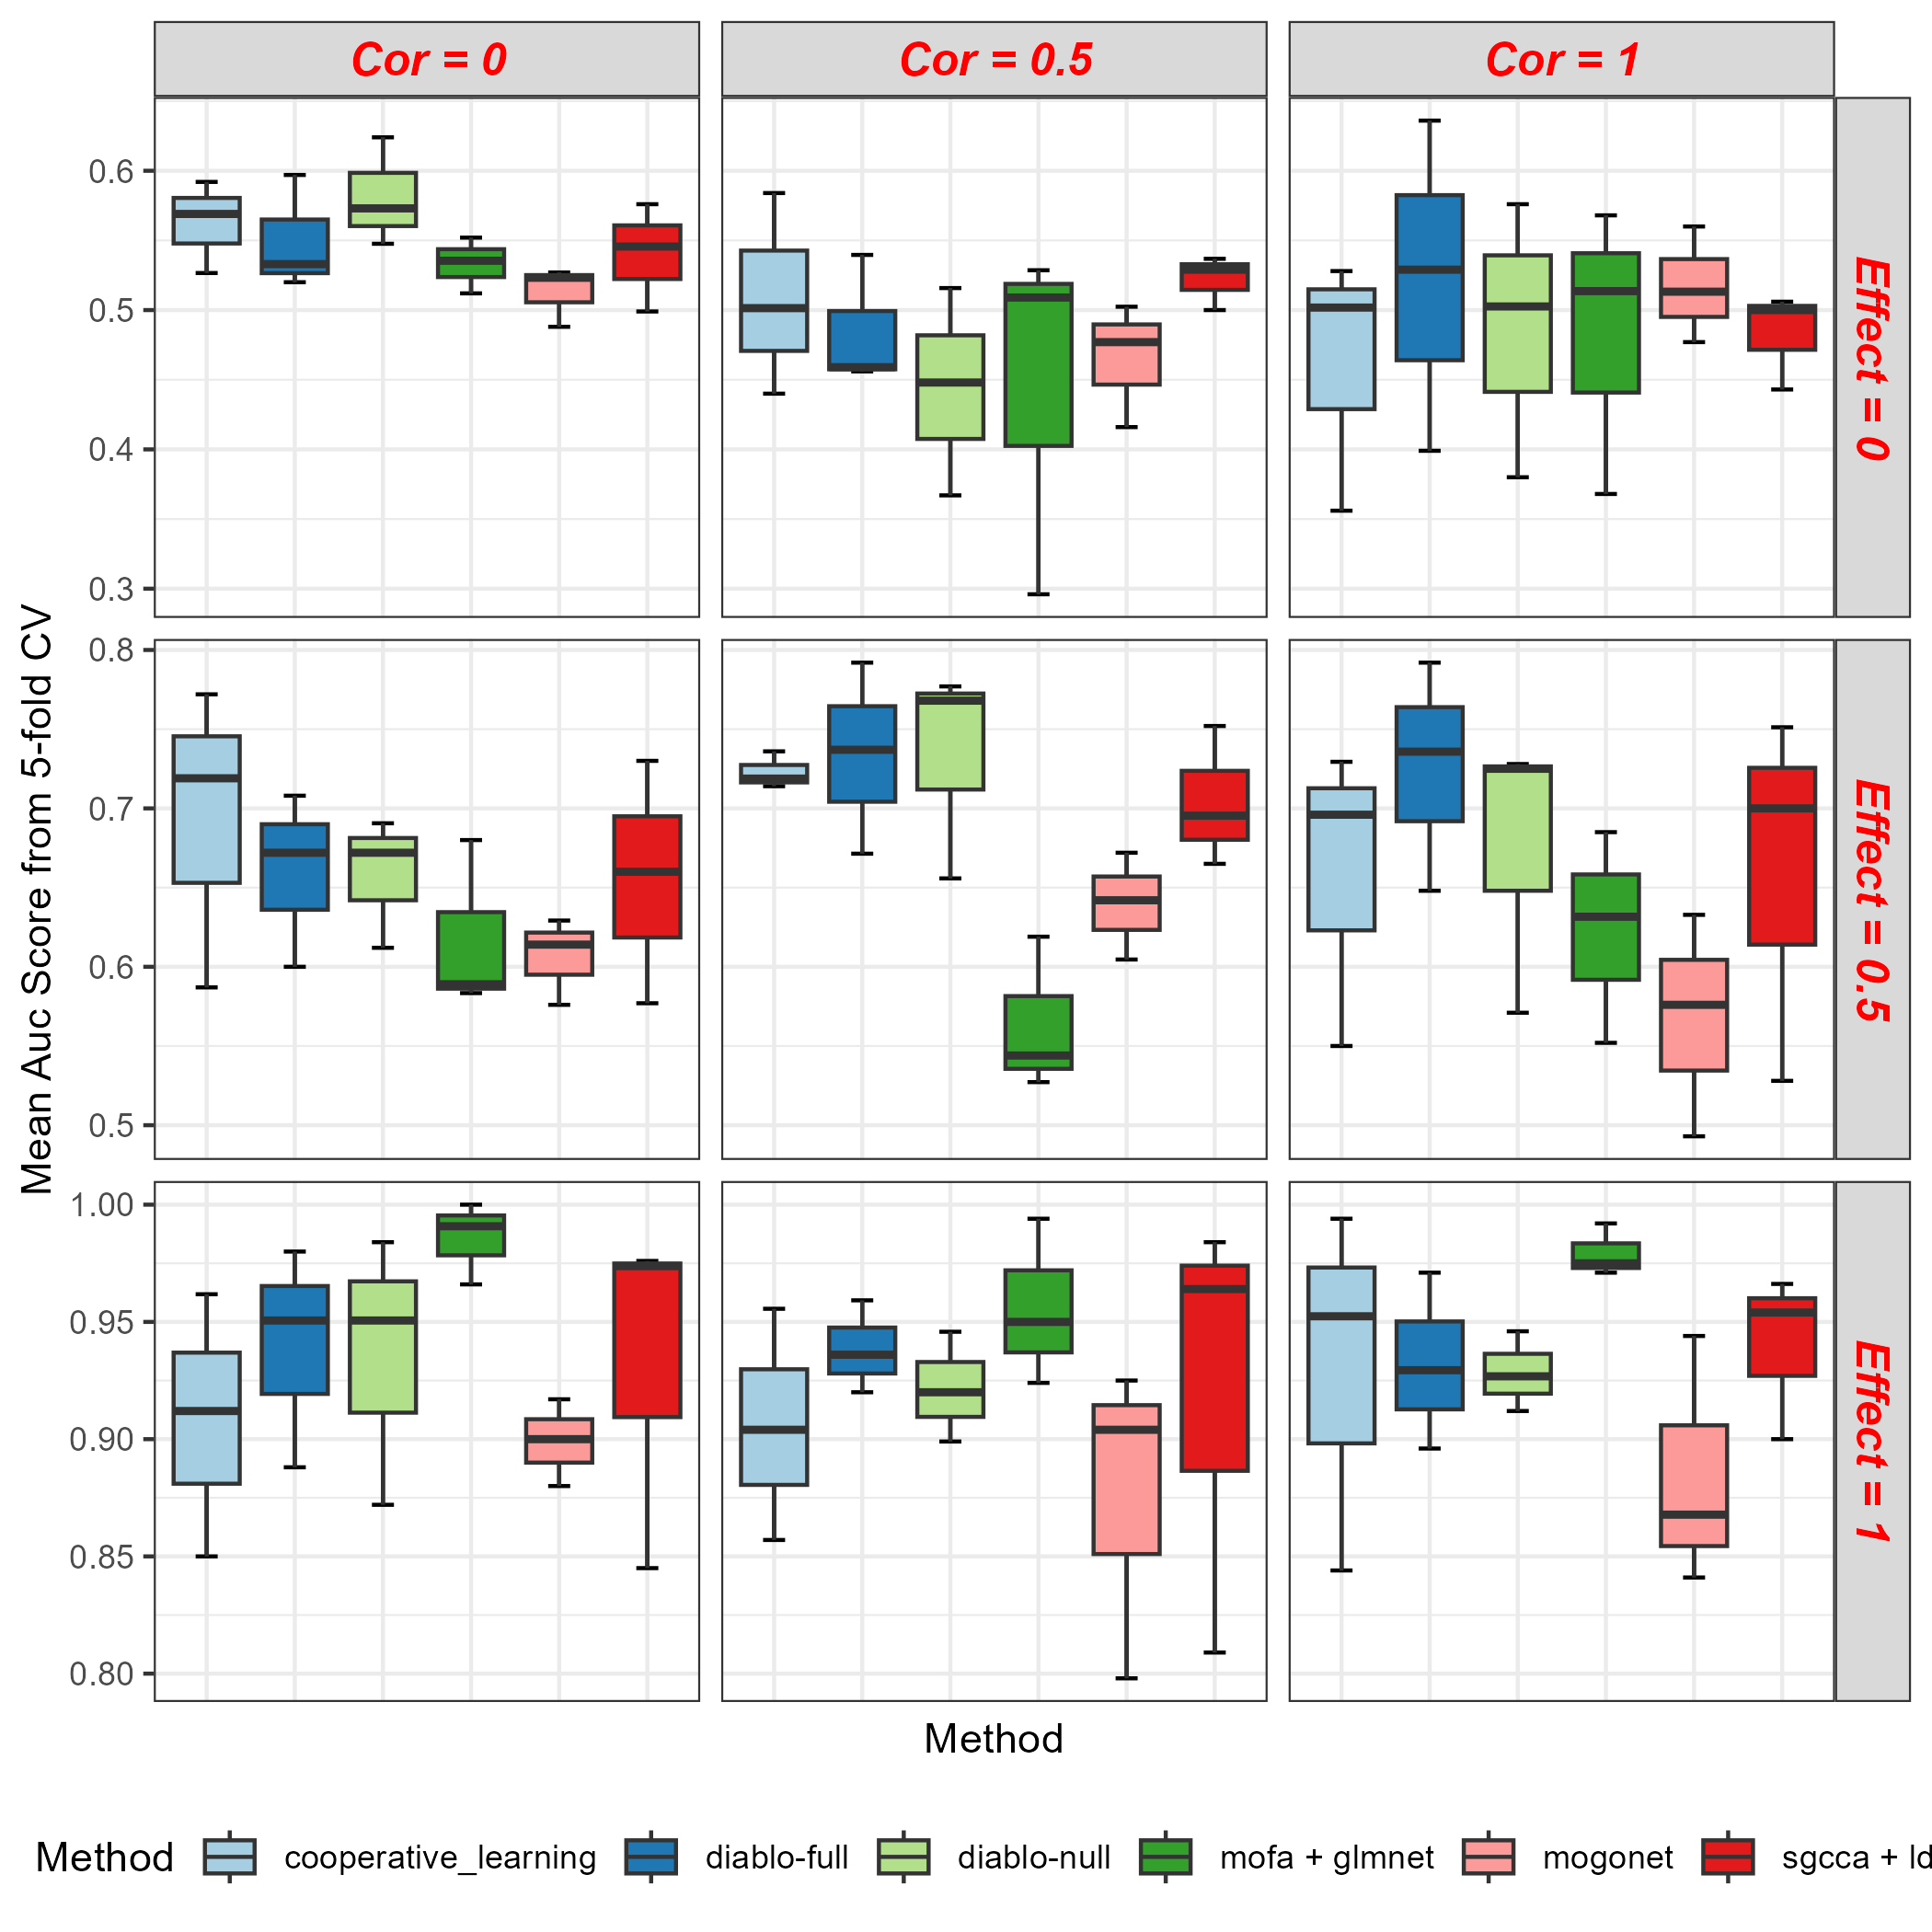 Cor = 0
Cor = 0.5
Cor = 1
Effect = 0
0.6
0.5
0.4
0.3
Effect = 0.5
0.8
0.7
0.6
0.5
Effect = 1
1.00
0.95
0.90
0.85
0.80
Mean Auc Score from 5-fold CV
Method
Method cooperative_learning diablo-full diablo-null mofa + glmnet mogonet sgcca + ld